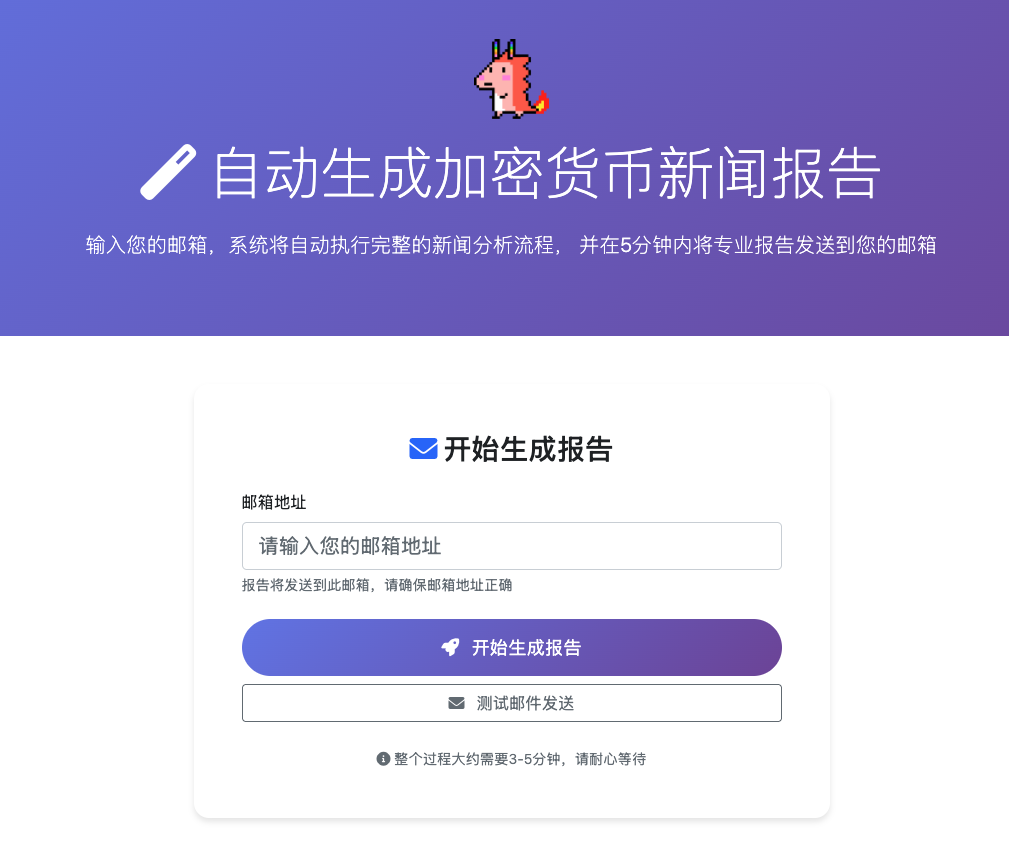 自动生成加密货币新闻报告
输入您的邮箱，系统将自动执行完整的新闻分析流程， 并在5分钟内将专业报告发送到您的邮箱
开始生成报告
邮箱地址
请输入您的邮箱地址
报告将发送到此邮箱，请确保邮箱地址正确
开始生成报告
测试邮件发送
整个过程大约需要3-5分钟，请耐心等待